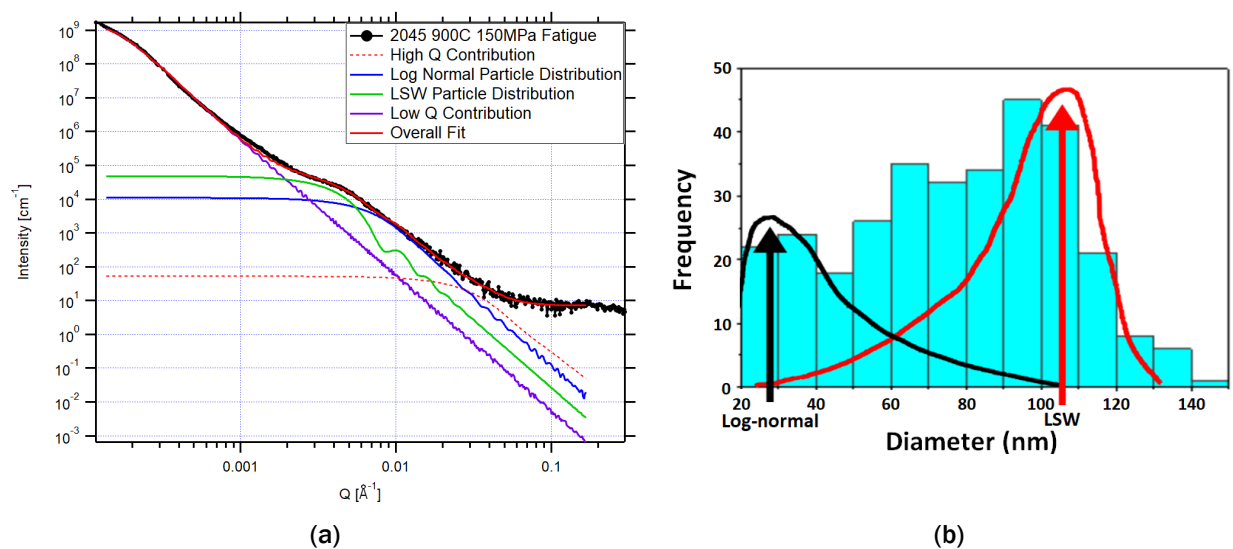 10^9
10^8
10^7
10^6
10^5
10^4
10^3
10^2
10^1
10^0
10^-1
10^-2
10^-3
Intensity [cm^-1]
2045 900C 150MPa Fatigue
High Q Contribution
Log Normal Particle Distribution
LSW Particle Distribution
Low Q Contribution
Overall Fit
0.001 0.01 0.1
Q [Å^-1]
(a)
50
40
30
20
10
0
Frequency
20 40 60 80 100 120 140
Log-normal LSW
Diameter (nm)
(b)